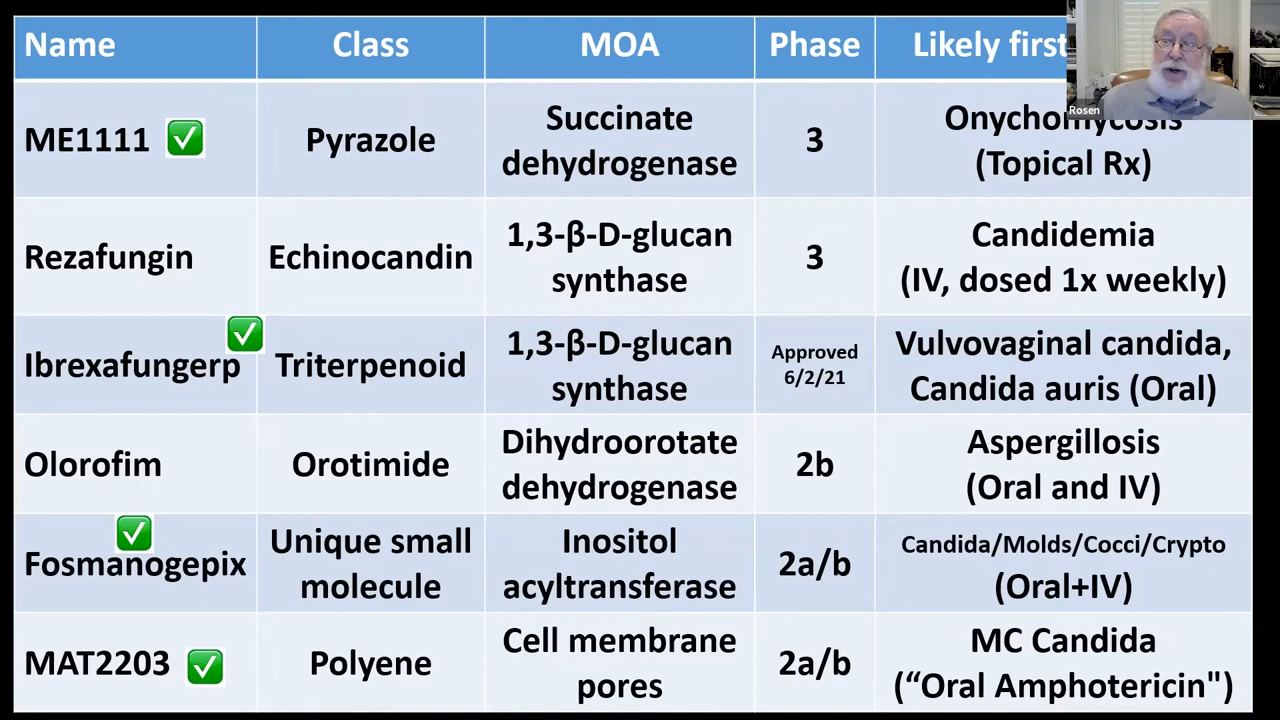 Name Class MOA Phase Likely first
Rosen
ME1111 Pyrazole Succinate dehydrogenase 3 Onychomycosis (Topical Rx)
Rezafungin Echinocandin 1,3-β-D-glucan synthase 3 Candidemia (IV, dosed 1x weekly)
Ibrexafungerp Triterpenoid 1,3-β-D-glucan synthase Approved 6/2/21 Vulvovaginal candida, Candida auris (Oral)
Olorofim Orotimide Dihydroorotate dehydrogenase 2b Aspergillosis (Oral and IV)
Fosmanogepix Unique small molecule Inositol acyltransferase 2a/b Candida/Molds/Cocci/Crypto (Oral+IV)
MAT2203 Polyene Cell membrane pores 2a/b MC Candida (“Oral Amphotericin")